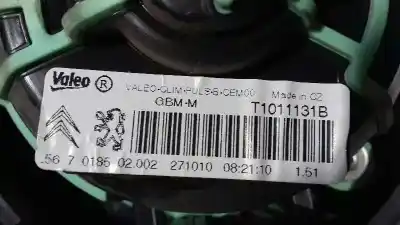 Valeo ® VALEO-CLIM-PULS-B-CEM00 Made in CZ
GBM-M T1011131B
56 7 0185 02.002 271010 08:21:10 1.51